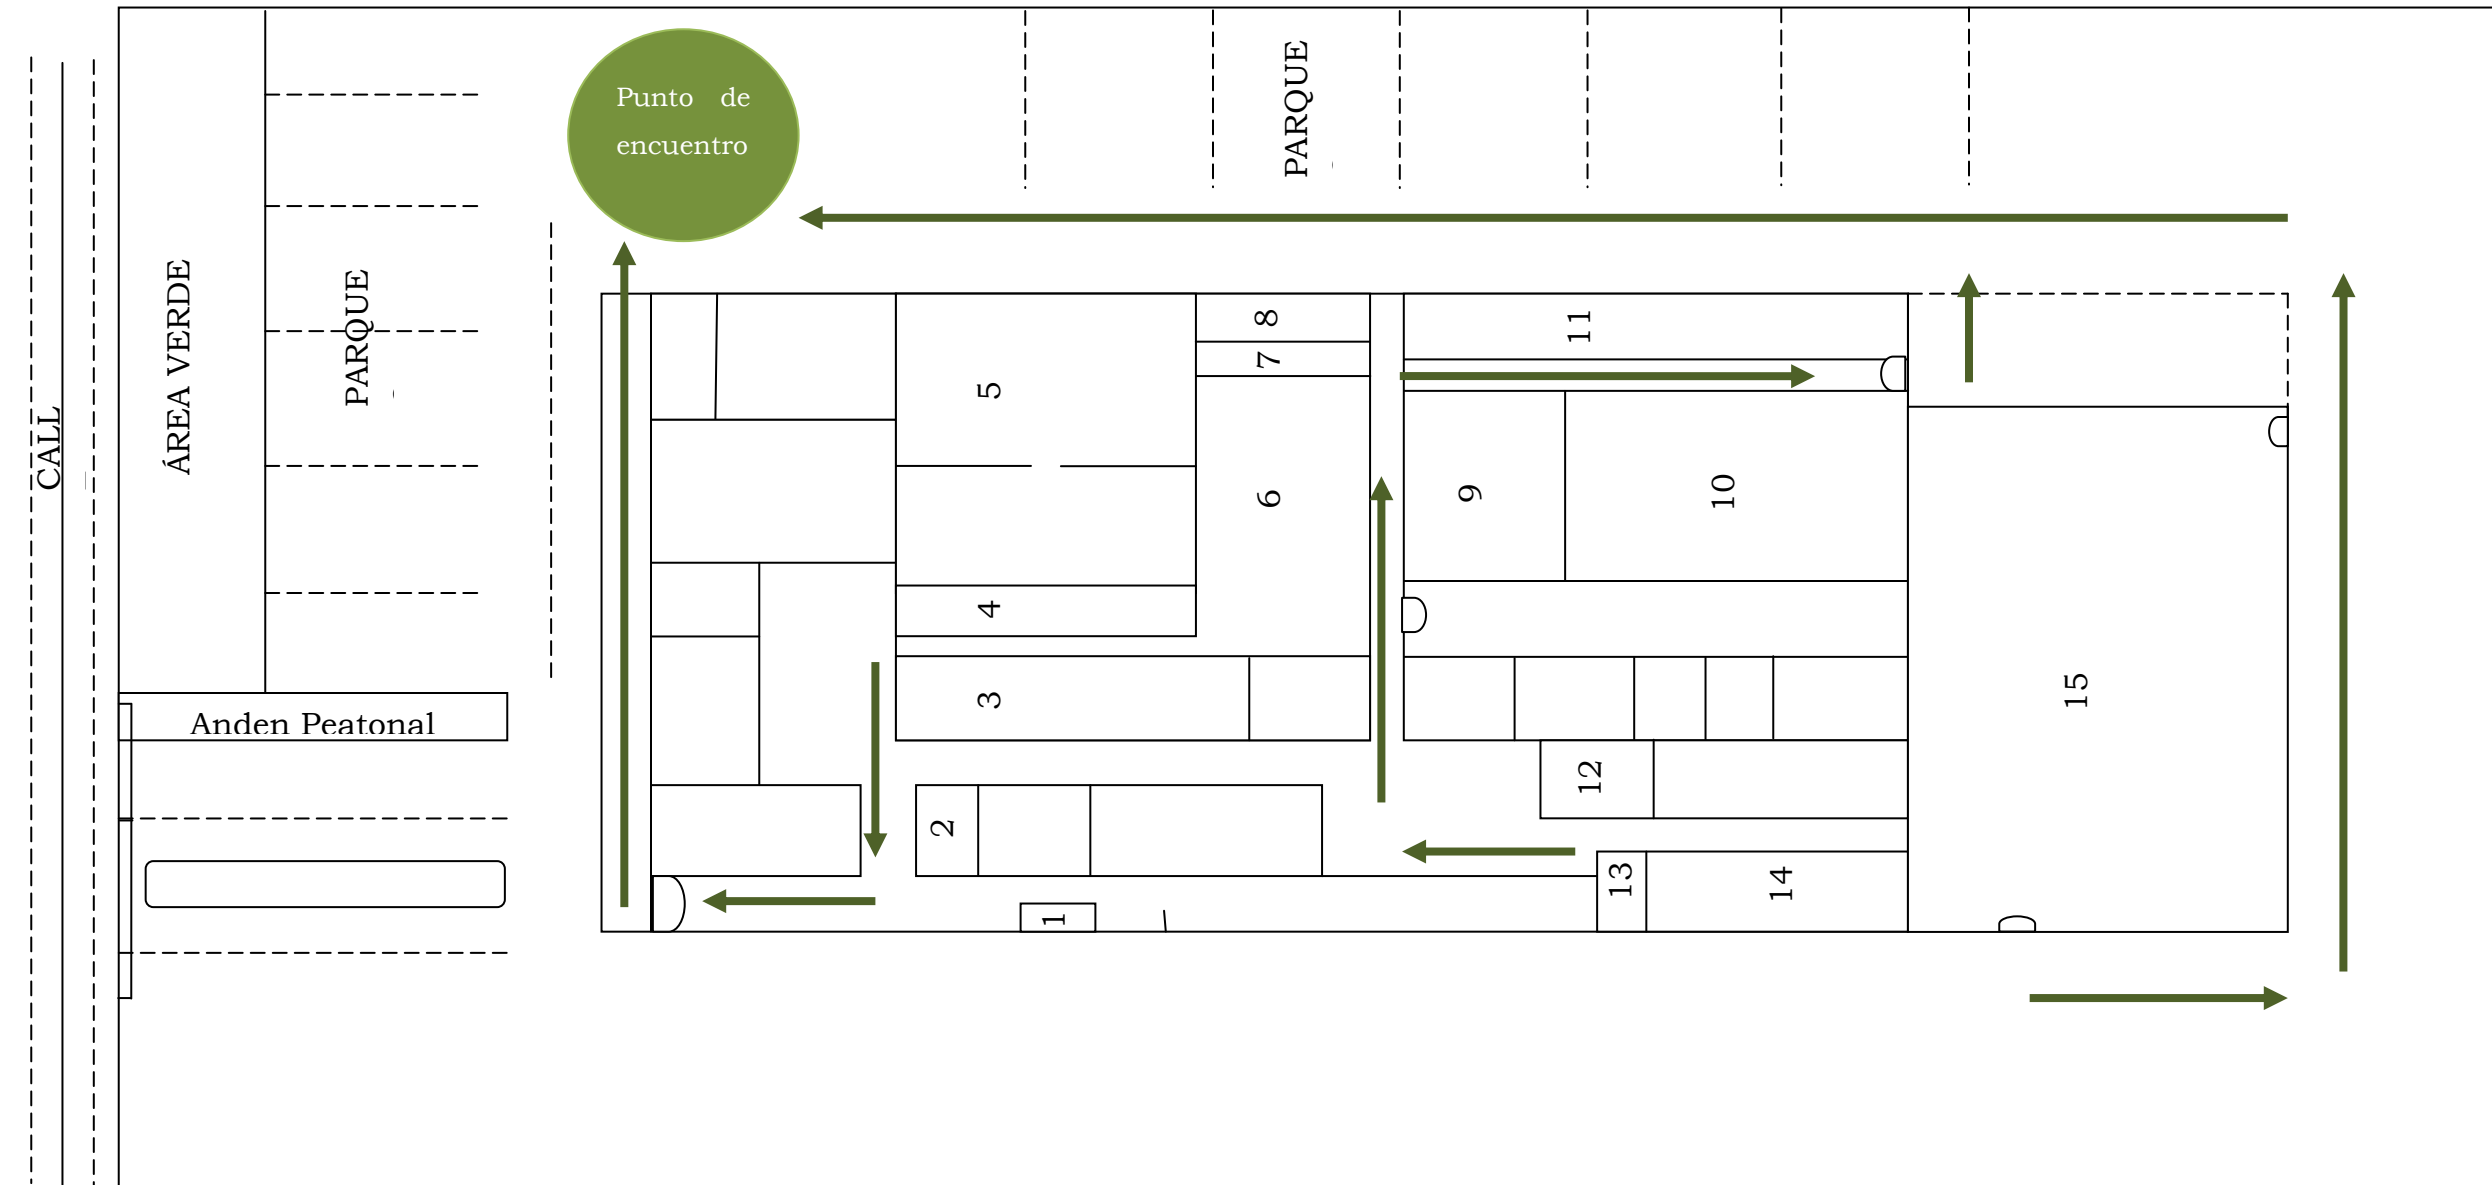 Punto de
encuentro
PARQUE
CALL
ÁREA VERDE
PARQUE
Anden Peatonal
8
7
11
5
6
9
10
4
3
15
12
2
13
14
1